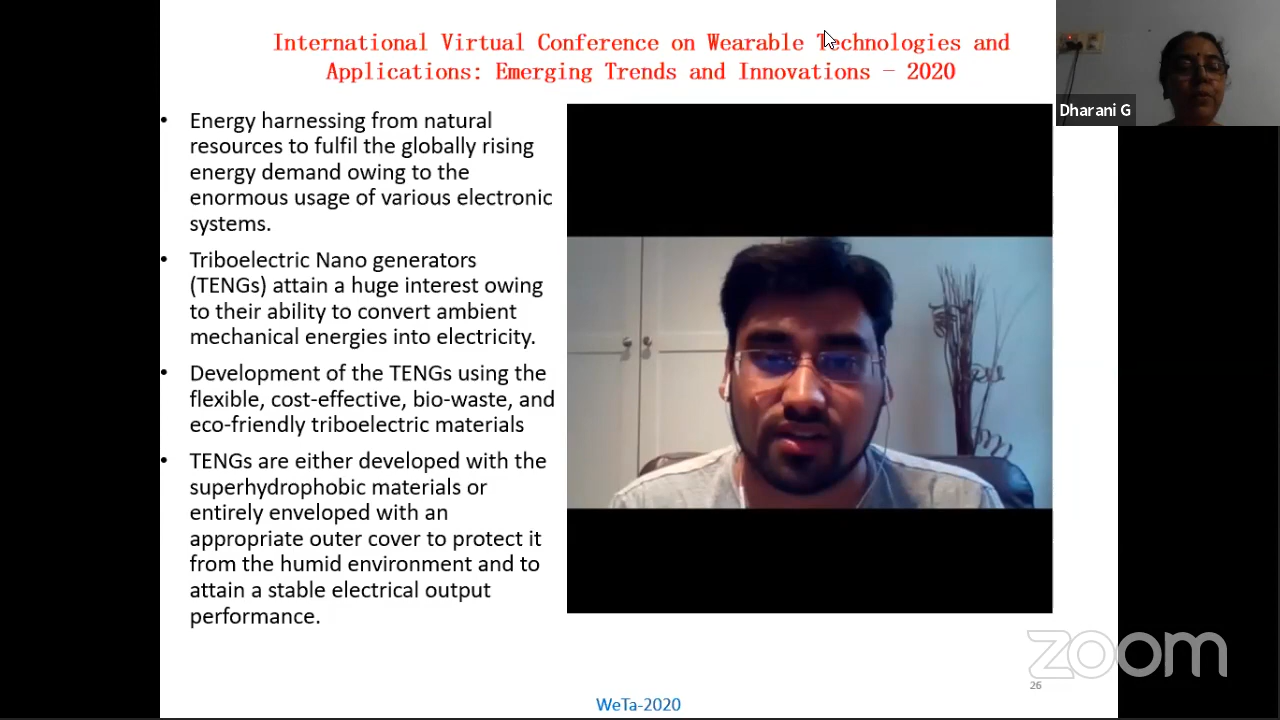 International Virtual Conference on Wearable Technologies and
Applications: Emerging Trends and Innovations – 2020
Dharani G
• Energy harnessing from natural
resources to fulfil the globally rising
energy demand owing to the
enormous usage of various electronic
systems.
• Triboelectric Nano generators
(TENGs) attain a huge interest owing
to their ability to convert ambient
mechanical energies into electricity.
• Development of the TENGs using the
flexible, cost-effective, bio-waste, and
eco-friendly triboelectric materials
• TENGs are either developed with the
superhydrophobic materials or
entirely enveloped with an
appropriate outer cover to protect it
from the humid environment and to
attain a stable electrical output
performance.
zoom
26
WeTa-2020